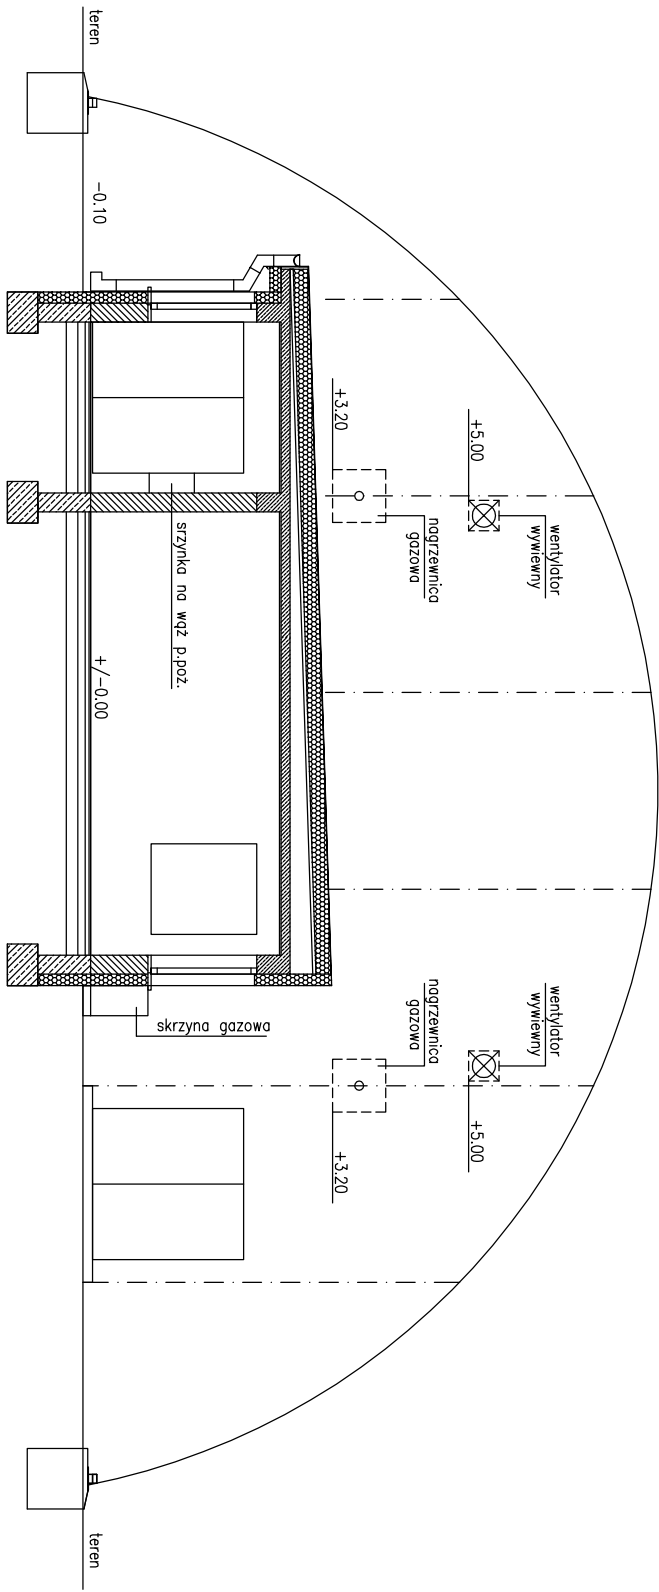 teren
-0.10
+3.20
+5.00
nagrzewnica
gazowa
wentylator
wywiewny
srzynka na wąż p.poż.
+/-0.00
skrzyna gazowa
nagrzewnica
gazowa
wentylator
wywiewny
+3.20
+5.00
teren